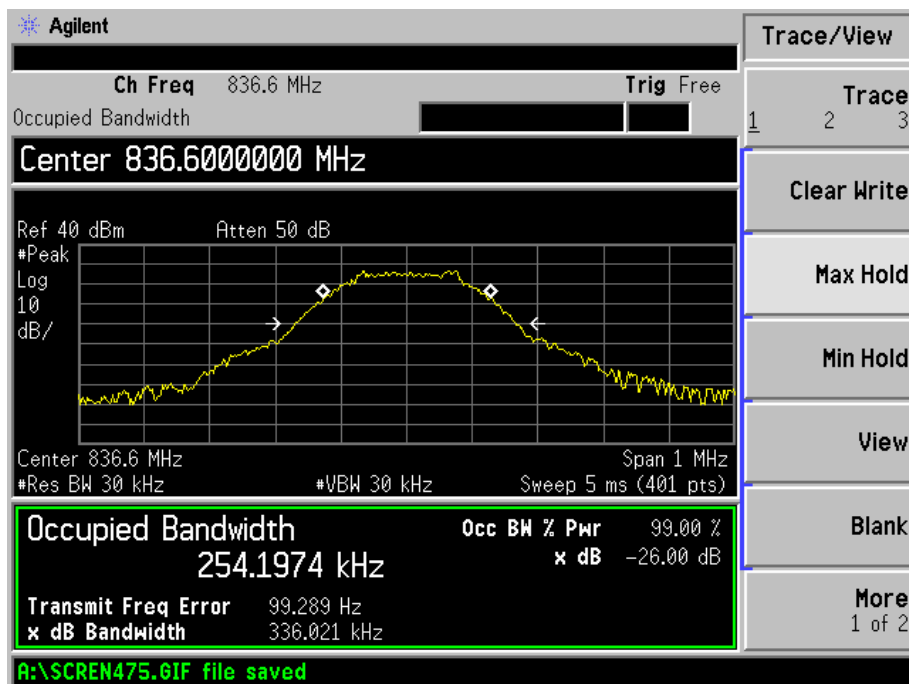 Agilent
Ch Freq 836.6 MHz Trig Free
Occupied Bandwidth
Center 836.6000000 MHz
Ref 40 dBm Atten 50 dB
#Peak
Log
10
dB/
Center 836.6 MHz Span 1 MHz
#Res BW 30 kHz #VBW 30 kHz Sweep 5 ms (401 pts)
Occupied Bandwidth Occ BW % Pwr 99.00 %
254.1974 kHz x dB -26.00 dB
Transmit Freq Error 99.289 Hz
x dB Bandwidth 336.021 kHz
A:\SCREN475.GIF file saved
Trace/View
Trace
1 2 3
Clear Write
Max Hold
Min Hold
View
Blank
More
1 of 2